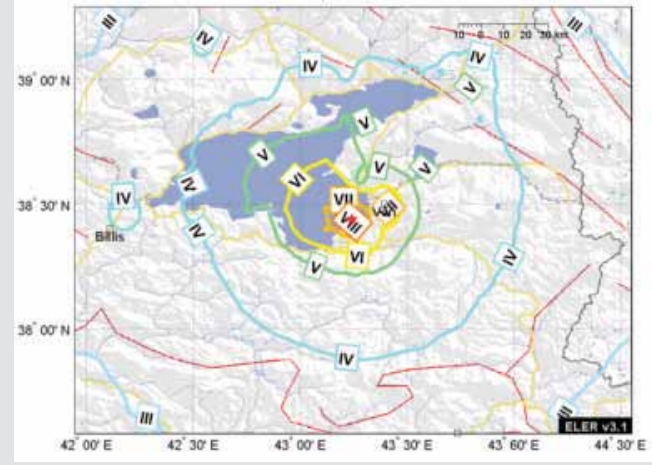 III
IV
III
10 0 10 20 30 km
IV
IV
39° 00' N
V
V
V
V
V
VI
IV
IV
VII
38° 30' N
VIII
IV
Billis
V
VI
IV
38° 00' N
IV
III
III
ELER v3.1
42° 00' E
42° 30' E
43° 00' E
43° 30' E
43° 60' E
44° 30' E